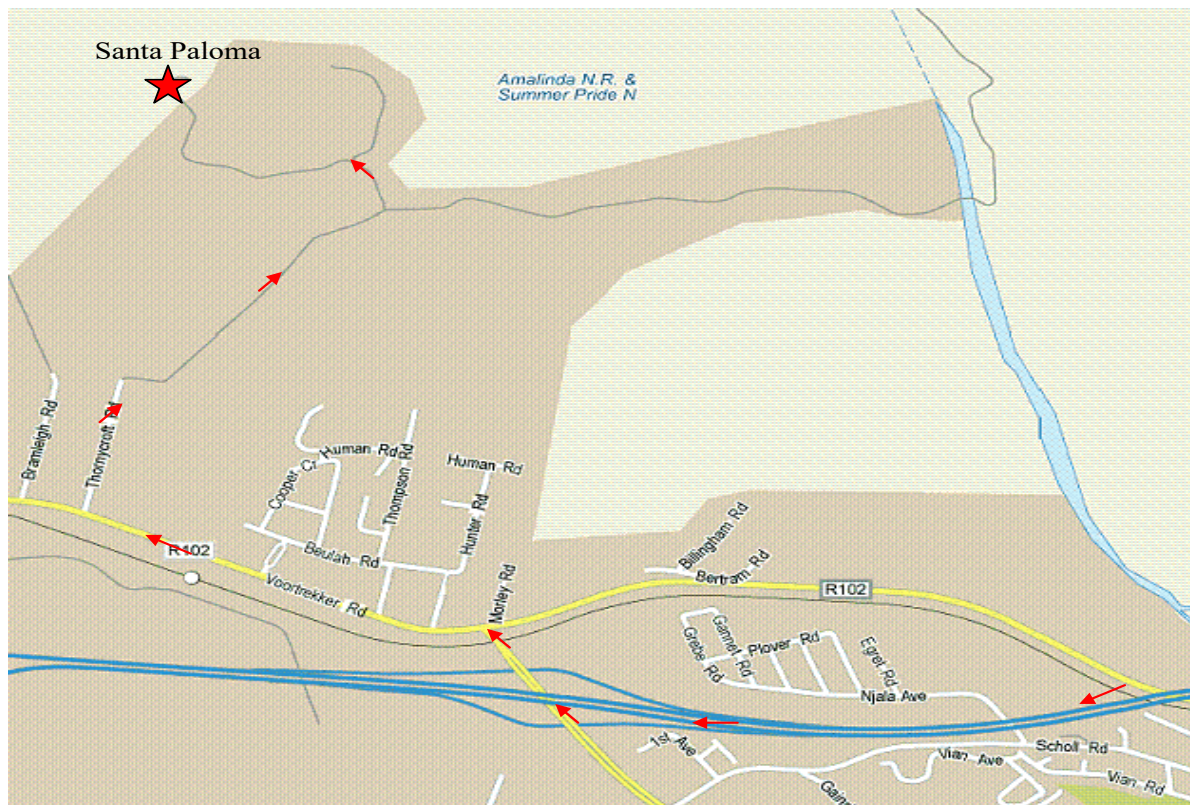 Santa Paloma
Amalinda N.R. &
Summer Pride N
Bramleigh Rd
Thornycroft Rd
Cooper Cr
Human Rd
Thompson Rd
Human Rd
Hunter Rd
Beulah Rd
R102
Voortrekker Rd
Morley Rd
Billingham Rd
Bertram Rd
R102
Gannet Rd
Grebe Rd
Plover Rd
Egret Rd
Njala Ave
1st Ave
Vian Ave
Scholl Rd
Vian Rd